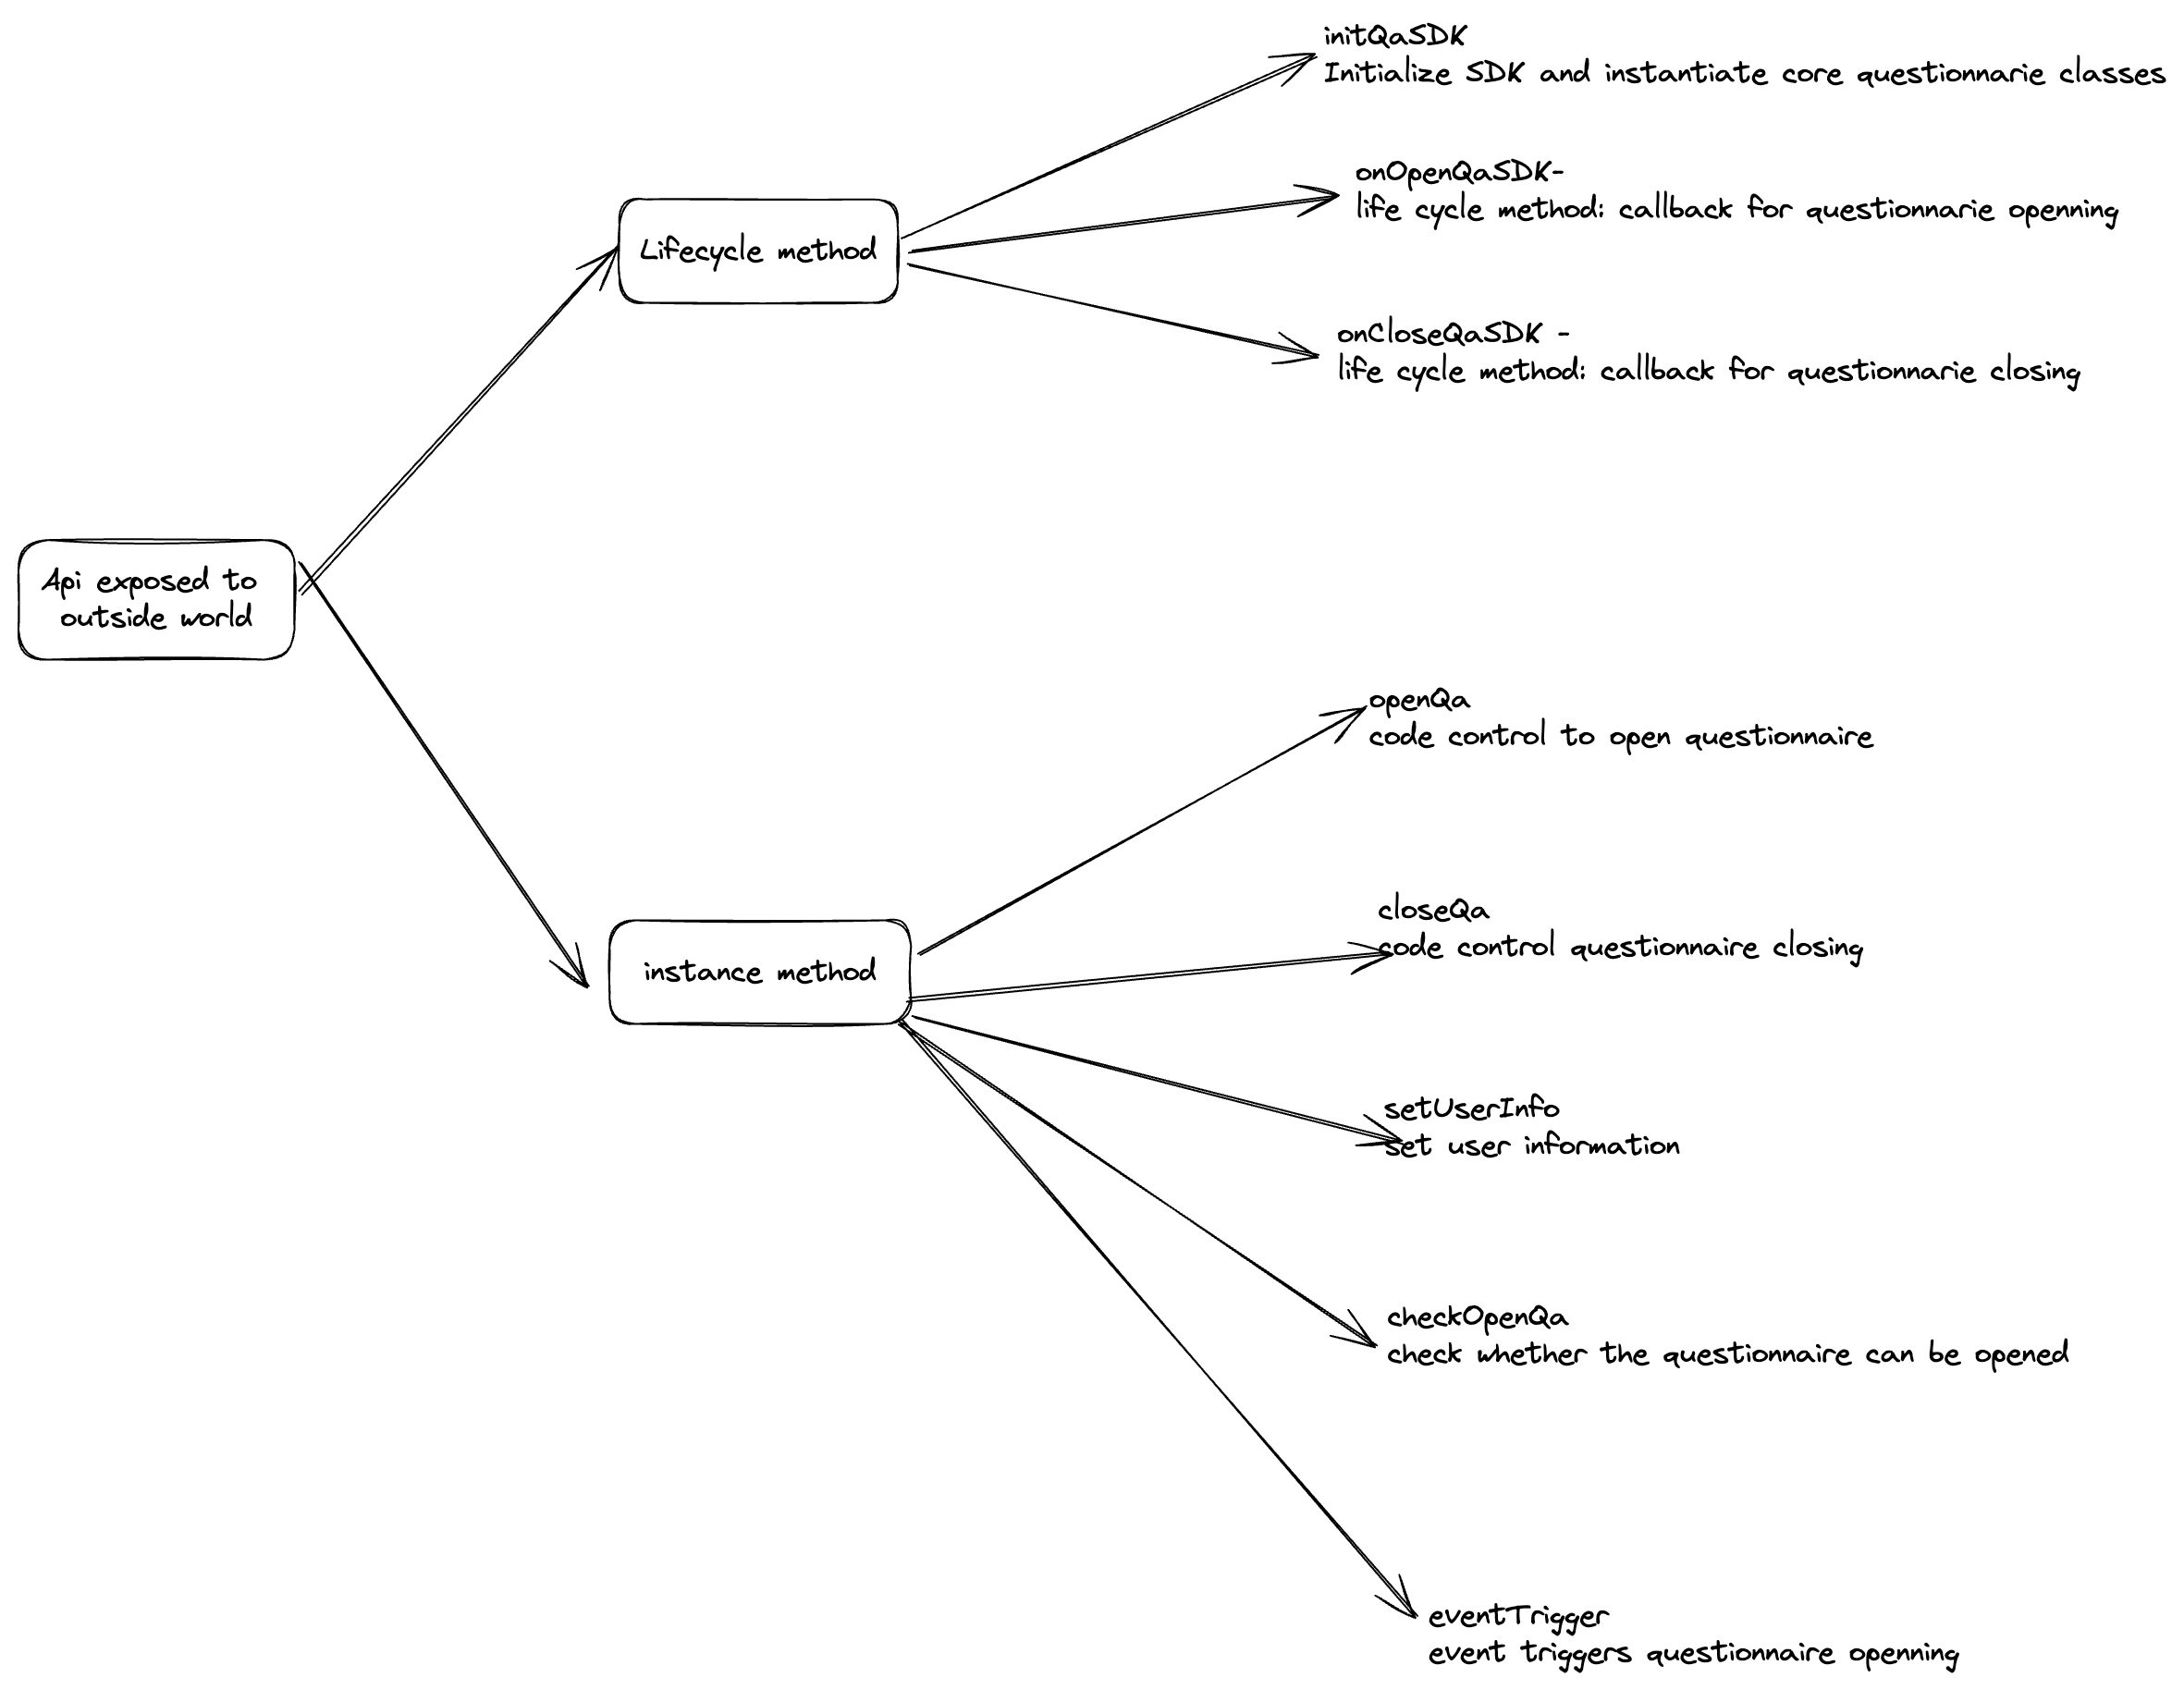 initQaSDK
Initialize SDK and instantiate core questionnarie classes
onOpenQaSDK-
life cycle method: callback for questionnarie openning
Lifecycle method
onCloseQaSDK -
life cycle method: callback for questionnarie closing
Api exposed to
outside world
openQa
code control to open questionnaire
closeQa
code control questionnaire closing
instance method
setUserInfo
set user information
checkOpenQa
check whether the questionnaire can be opened
eventTrigger
event triggers questionnaire openning